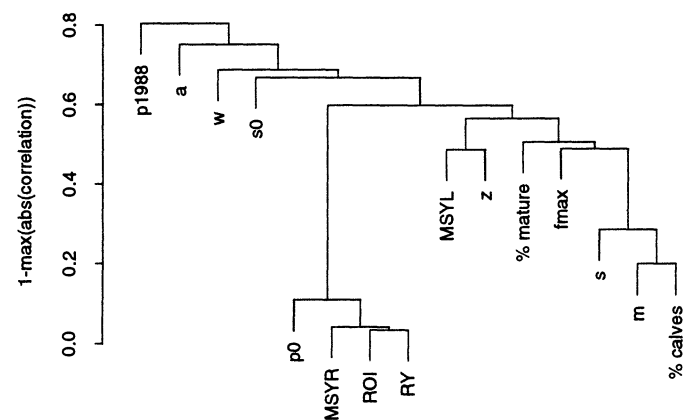 1-max(abs(correlation))
0.8
0.6
0.4
0.2
0.0
p1988
a
w
s0
p0
MSYR
ROI
RY
MSYL
z
% mature
fmax
s
m
% calves